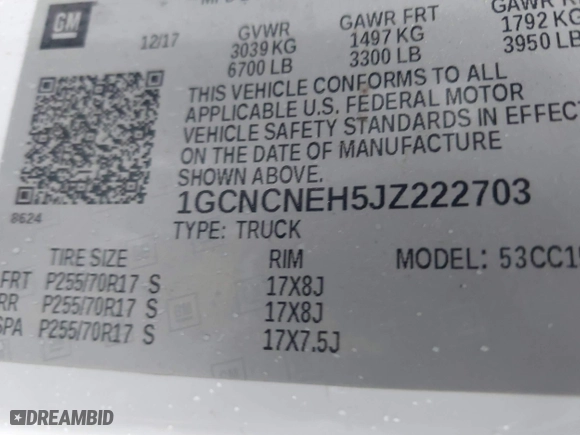 GM
12/17
GVWR
3039 KG
6700 LB
GAWR FRT
1497 KG
3300 LB
1792 KG
3950 LB
THIS VEHICLE CONFORMS TO ALL
APPLICABLE U.S. FEDERAL MOTOR
VEHICLE SAFETY STANDARDS IN EFFEC
ON THE DATE OF MANUFACTURE
SHOWN ABOVE.
8624
1GCNCNEH5JZ222703
TYPE: TRUCK
MODEL: 53CC1
TIRE SIZE RIM
FRT P255/70R17 S 17X8J
RR P255/70R17 S 17X8J
SPA P255/70R17 S 17X7.5J
DREAMBID